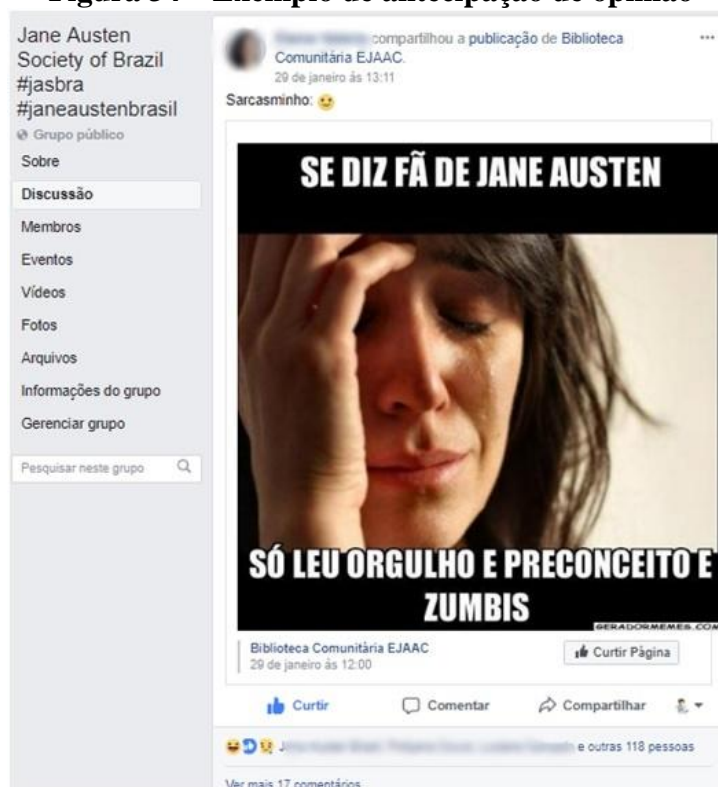 Figura 34 – Exemplo de antecipação de opinião
Jane Austen
Society of Brazil
#jasbra
#janeaustenbrasil
Grupo público
Sobre
Discussão
Membros
Eventos
Vídeos
Fotos
Arquivos
Informações do grupo
Gerenciar grupo
Pesquisar neste grupo
compartilhou a publicação de Biblioteca
Comunitária EJAAC.
29 de janeiro às 13:11
Sarcasminho:
SE DIZ FÃ DE JANE AUSTEN
SÓ LEU ORGULHO E PRECONCEITO E
ZUMBIS
GERADORMEMES.COM
Biblioteca Comunitária EJAAC
29 de janeiro às 12:00
Curtir Página
Curtir
Comentar
Compartilhar
e outras 118 pessoas
Ver mais 17 comentários